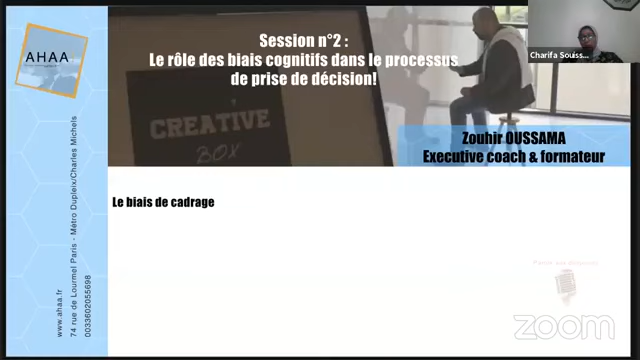 AHAA
Session n°2 :
Le rôle des biais cognitifs dans le processus
de prise de décision!
Charifa Souiss...
CREATIVE
BOX
Zouhir OUSSAMA
Executive coach & formateur
Le biais de cadrage
www.ahaa.fr
74 rue de Lourmel Paris - Métro Dupleix/Charles Michels
0033602055698
zoom